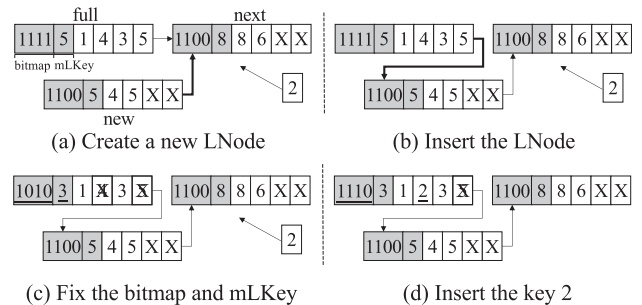 full next
1111 5 1 4 3 5 1100 8 8 6 X X
bitmap mLKey
1100 5 4 5 X X 2
new
(a) Create a new LNode
1111 5 1 4 3 5 1100 8 8 6 X X
1100 5 4 5 X X 2
(b) Insert the LNode
1010 3 1 X 3 X 1100 8 8 6 X X
1100 5 4 5 X X 2
(c) Fix the bitmap and mLKey
1110 3 1 2 3 X 1100 8 8 6 X X
1100 5 4 5 X X
(d) Insert the key 2